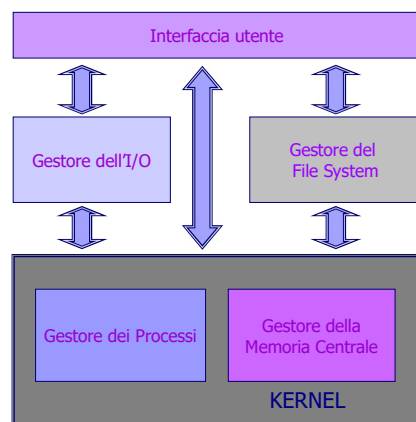 Interfaccia utente
Gestore dell'I/O
Gestore del
File System
Gestore dei Processi
Gestore della
Memoria Centrale
KERNEL